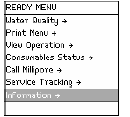 READY MENU
Water Quality →
Print Menu →
View Operation →
Consumables Status →
Call Millipore →
Service Tracking →
Information →